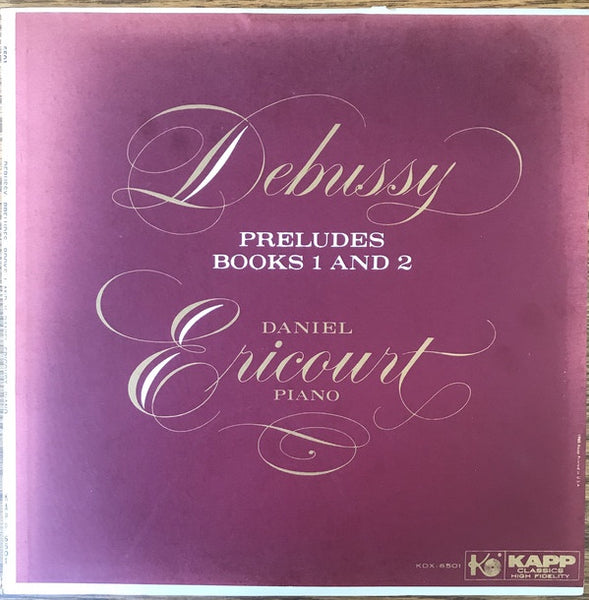 Debussy
PRELUDES
BOOKS 1 AND 2
DANIEL
Ericourt
PIANO
KDX-6501
KAPP
CLASSICS
HIGH FIDELITY